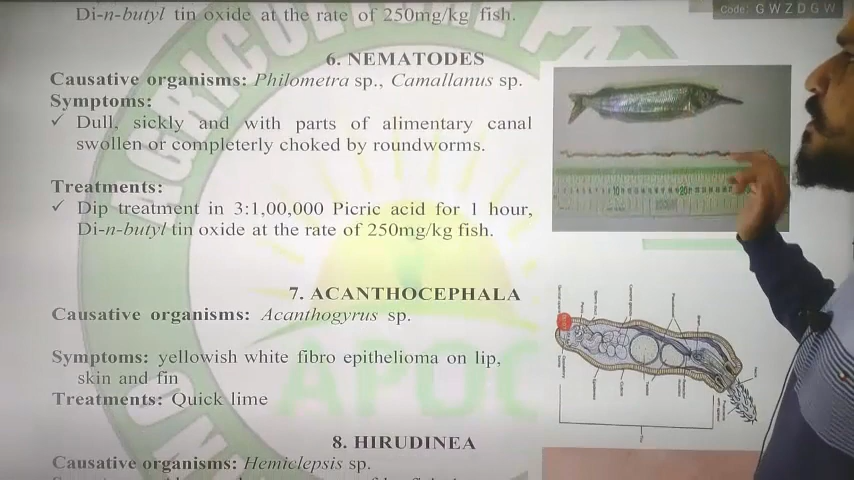 Code: G W Z D G W
Di-n-butyl tin oxide at the rate of 250mg/kg fish.
6. NEMATODES
Causative organisms: Philometra sp., Camallanus sp.
Symptoms:
✓ Dull, sickly and with parts of alimentary canal
swollen or completerly choked by roundworms.
Treatments:
✓ Dip treatment in 3:1,00,000 Picric acid for 1 hour,
Di-n-butyl tin oxide at the rate of 250mg/kg fish.
7. ACANTHOCEPHALA
Causative organisms: Acanthogyrus sp.
Symptoms: yellowish white fibro epithelioma on lip,
skin and fin
Treatments: Quick lime
8. HIRUDINEA
Causative organisms: Hemiclepsis sp.
APOC